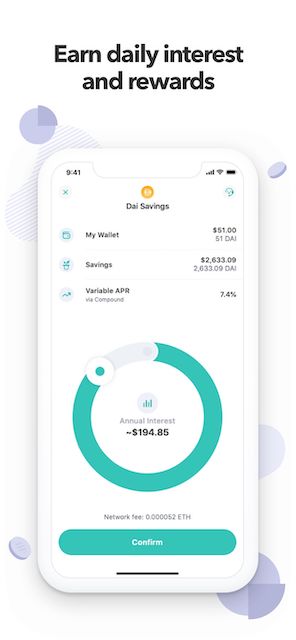 Earn daily interest
and rewards
9:41
Dai Savings
My Wallet
$51.00
51 DAI
Savings
$2,633.09
2,633.09 DAI
Variable APR
via Compound
7.4%
Annual Interest
~$194.85
Network fee: 0.000052 ETH
Confirm